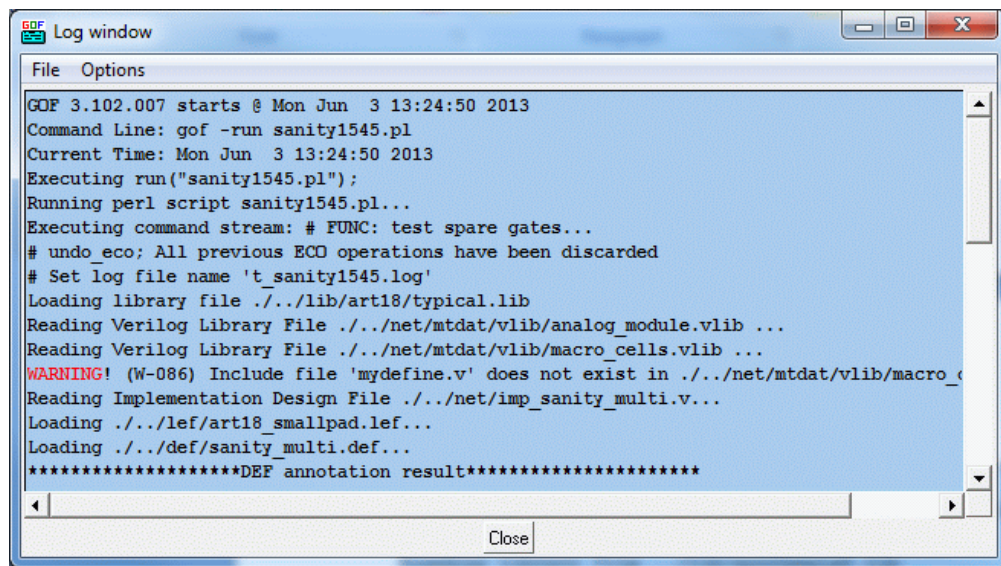 GOF Log window
File Options
GOF 3.102.007 starts @ Mon Jun  3 13:24:50 2013
Command Line: gof -run sanity1545.pl
Current Time: Mon Jun  3 13:24:50 2013
Executing run("sanity1545.pl");
Running perl script sanity1545.pl...
Executing command stream: # FUNC: test spare gates...
# undo_eco; All previous ECO operations have been discarded
# Set log file name 't_sanity1545.log'
Loading library file ./../lib/art18/typical.lib
Reading Verilog Library File ./../net/mtdat/vlib/analog_module.vlib ...
Reading Verilog Library File ./../net/mtdat/vlib/macro_cells.vlib ...
WARNING! (W-086) Include file 'mydefine.v' does not exist in ./../net/mtdat/vlib/macro_
Reading Implementation Design File ./../net/imp_sanity_multi.v...
Loading ./../lef/art18_smallpad.lef...
Loading ./../def/sanity_multi.def...
********************DEF annotation result**********************
Close